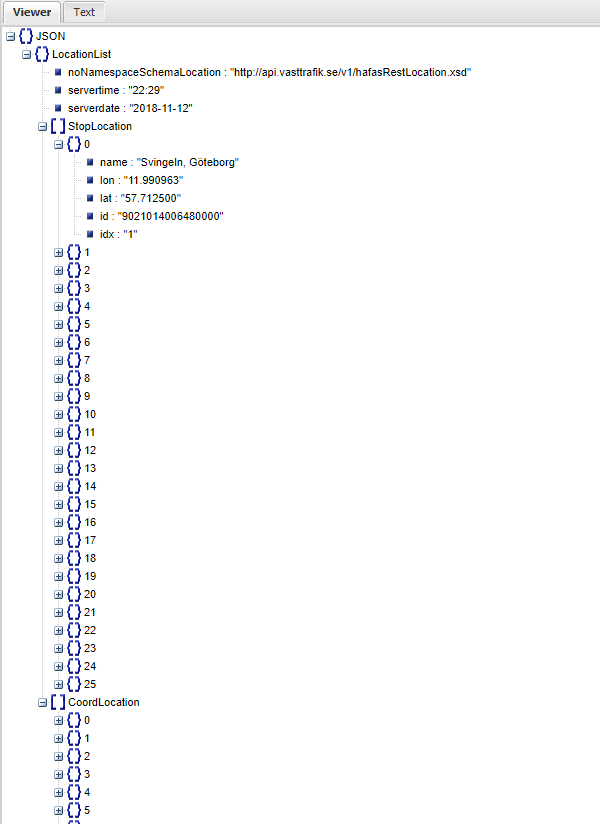 Viewer Text
JSON
LocationList
noNamespaceSchemaLocation : "http://api.vasttrafik.se/v1/hafasRestLocation.xsd"
servertime : "22:29"
serverdate : "2018-11-12"
StopLocation
0
name : "Svingeln, Göteborg"
lon : "11.990963"
lat : "57.712500"
id : "9021014006480000"
idx : "1"
1
2
3
4
5
6
7
8
9
10
11
12
13
14
15
16
17
18
19
20
21
22
23
24
25
CoordLocation
0
1
2
3
4
5